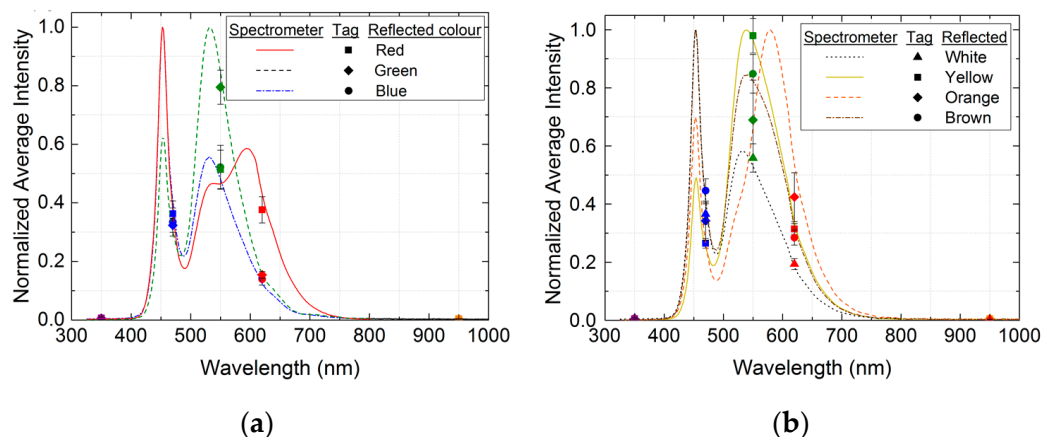 Normalized Average Intensity
1.0
0.8
0.6
0.4
0.2
0.0
300 400 500 600 700 800 900 1000
Wavelength (nm)
Spectrometer Tag Reflected colour
Red
Green
Blue
(a)
Normalized Average Intensity
1.0
0.8
0.6
0.4
0.2
0.0
300 400 500 600 700 800 900 1000
Wavelength (nm)
Spectrometer Tag Reflected
White
Yellow
Orange
Brown
(b)